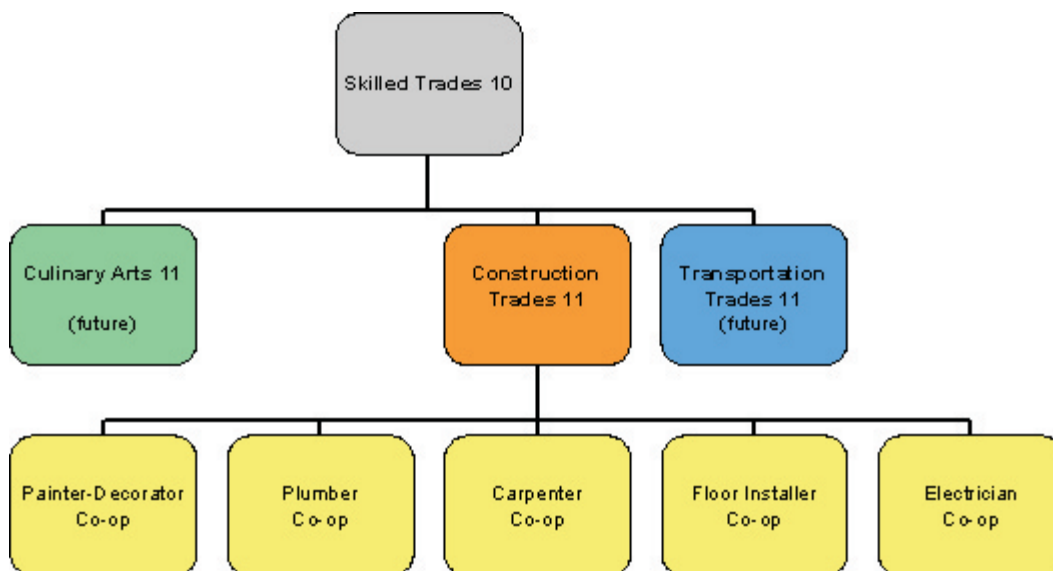 Skilled Trades 10
Culinary Arts 11
(future)
Construction
Trades 11
Transportation
Trades 11
(future)
Painter-Decorator
Co-op
Plumber
Co-op
Carpenter
Co-op
Floor Installer
Co-op
Electrician
Co-op